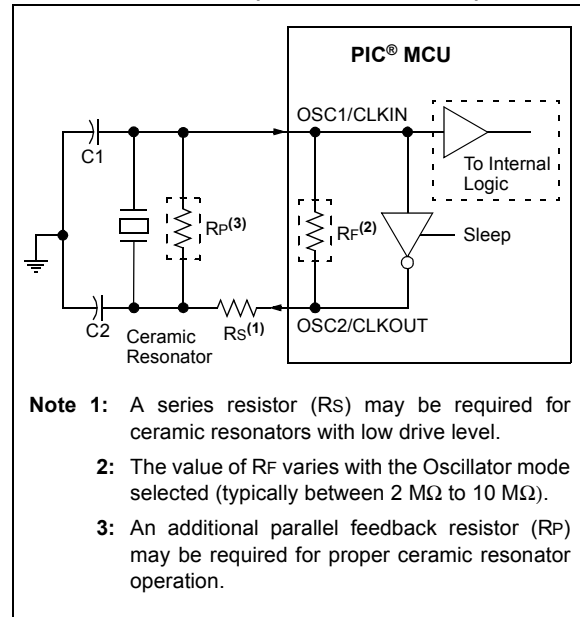 PIC® MCU
OSC1/CLKIN
C1
To Internal
Logic
RP(3)
RF(2)
Sleep
C2
Ceramic
Resonator
RS(1)
OSC2/CLKOUT
Note 1: A series resistor (RS) may be required for
ceramic resonators with low drive level.
2: The value of RF varies with the Oscillator mode
selected (typically between 2 MΩ to 10 MΩ).
3: An additional parallel feedback resistor (RP)
may be required for proper ceramic resonator
operation.